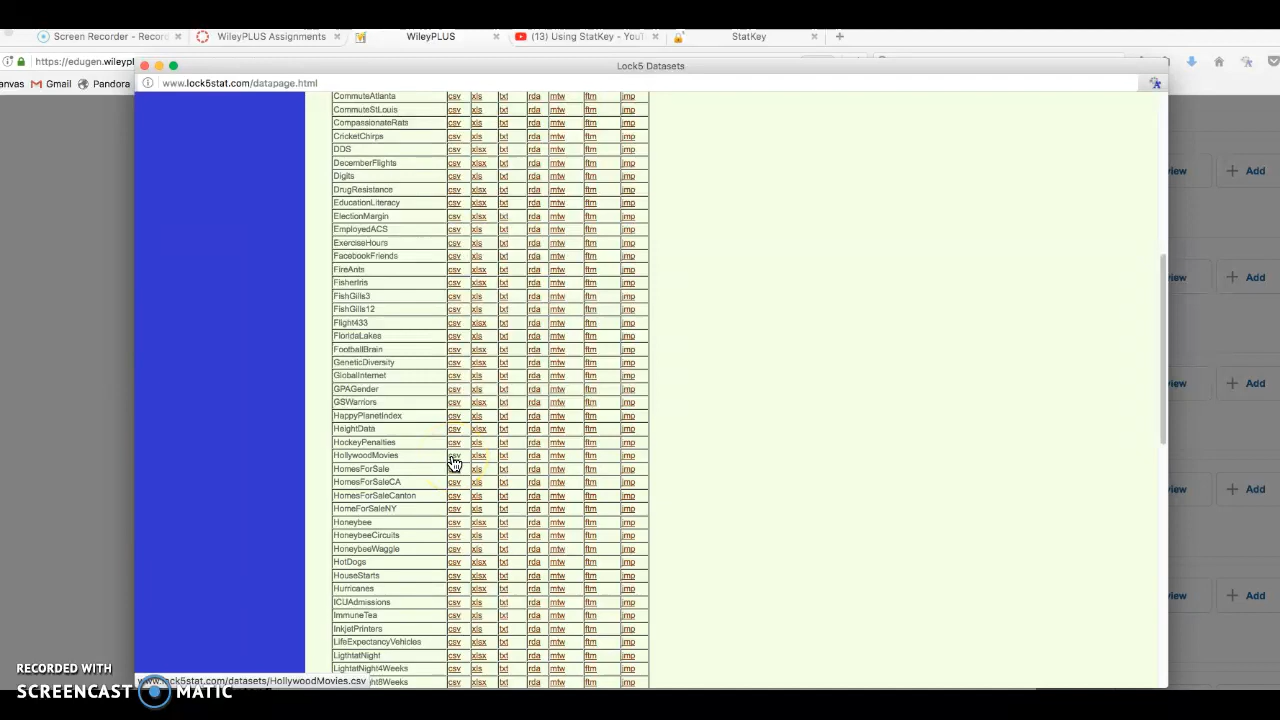 Screen Recorder - Recor × WileyPLUS Assignments × WileyPLUS × (13) Using StatKey - YouT × StatKey × +
https://edugen.wileypl Lock5 Datasets
www.lock5stat.com/datapage.html
anvas Gmail Pandora
CommuteAtlanta csv xls txt rda mtw ftm jmp
CommuteStLouis csv xls txt rda mtw ftm jmp
CompassionateRats csv xls txt rda mtw ftm jmp
CricketChirps csv xls txt rda mtw ftm jmp
DDS csv xlsx txt rda mtw ftm jmp
DecemberFlights csv xlsx txt rda mtw ftm jmp
view + Add
Digits csv xls txt rda mtw ftm jmp
DrugResistance csv xlsx txt rda mtw ftm jmp
EducationLiteracy csv xlsx txt rda mtw ftm jmp
ElectionMargin csv xlsx txt rda mtw ftm jmp
EmployedACS csv xls txt rda mtw ftm jmp
ExerciseHours csv xls txt rda mtw ftm jmp
FacebookFriends csv xls txt rda mtw ftm jmp
FireAnts csv xlsx txt rda mtw ftm jmp
view + Add
FisherIris csv xlsx txt rda mtw ftm jmp
FishGills3 csv xls txt rda mtw ftm jmp
FishGills12 csv xls txt rda mtw ftm jmp
Flight433 csv xlsx txt rda mtw ftm jmp
FloridaLakes csv xls txt rda mtw ftm jmp
FootballBrain csv xlsx txt rda mtw ftm jmp
GeneticDiversity csv xlsx txt rda mtw ftm jmp
GlobalInternet csv xls txt rda mtw ftm jmp
view + Add
GPAGender csv xls txt rda mtw ftm jmp
GSWarriors csv xlsx txt rda mtw ftm jmp
HappyPlanetIndex csv xls txt rda mtw ftm jmp
HeightData csv xlsx txt rda mtw ftm jmp
HockeyPenalties csv xls txt rda mtw ftm jmp
HollywoodMovies csv xlsx txt rda mtw ftm jmp
HomesForSale csv xls txt rda mtw ftm jmp
HomesForSaleCA csv xls txt rda mtw ftm jmp
view + Add
HomesForSaleCanton csv xls txt rda mtw ftm jmp
HomeForSaleNY csv xls txt rda mtw ftm jmp
Honeybee csv xlsx txt rda mtw ftm jmp
HoneybeeCircuits csv xls txt rda mtw ftm jmp
HoneybeeWaggle csv xls txt rda mtw ftm jmp
HotDogs csv xls txt rda mtw ftm jmp
HouseStarts csv xlsx txt rda mtw ftm jmp
Hurricanes csv xlsx txt rda mtw ftm jmp
view + Add
ICUAdmissions csv xls txt rda mtw ftm jmp
ImmuneTea csv xls txt rda mtw ftm jmp
InkjetPrinters csv xls txt rda mtw ftm jmp
LifeExpectancyVehicles csv xlsx txt rda mtw ftm jmp
LigthtatNight csv xlsx txt rda mtw ftm jmp
LightatNight4Weeks csv xls txt rda mtw ftm jmp
ght8Weeks csv xlsx txt rda mtw ftm jmp
www.lock5stat.com/datasets/HollywoodMovies.csv
RECORDED WITH
SCREENCAST MATIC